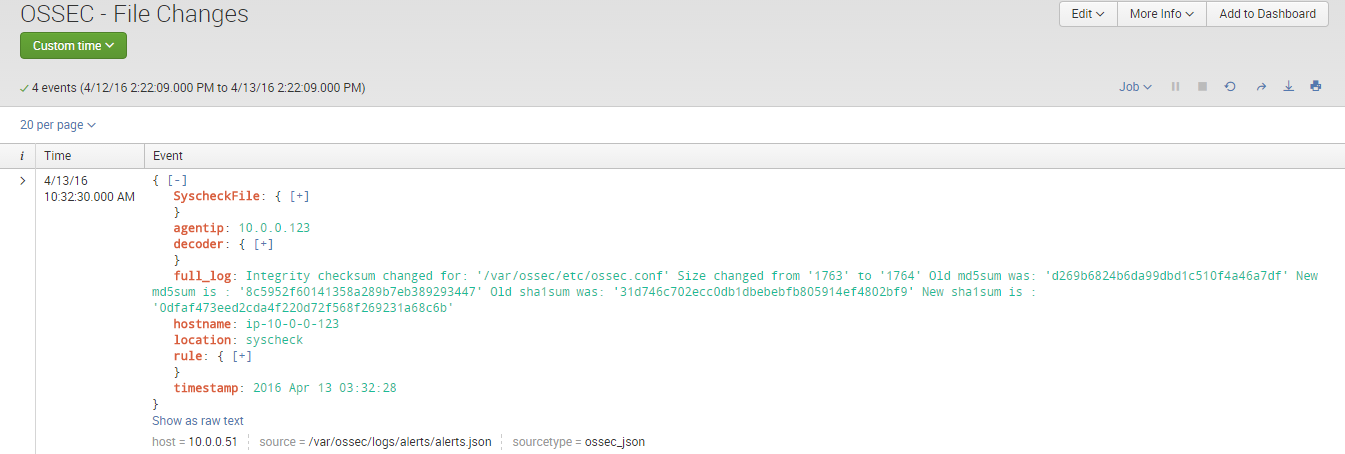 OSSEC - File Changes
Edit
More Info
Add to Dashboard
Custom time
4 events (4/12/16 2:22:09.000 PM to 4/13/16 2:22:09.000 PM)
Job
20 per page
i
Time
Event
4/13/16
10:32:30.000 AM
{ [-]
SyscheckFile: { [+]
}
agentip: 10.0.0.123
decoder: { [+]
}
full_log: Integrity checksum changed for: '/var/ossec/etc/ossec.conf' Size changed from '1763' to '1764' Old md5sum was: 'd269b6824b6da99dbd1c510f4a46a7df' New
md5sum is : '8c5952f60141358a289b7eb389293447' Old sha1sum was: '31d746c702ecc0db1dbebebfb805914ef4802bf9' New sha1sum is :
'0dfaf473eed2cda4f220d72f568f269231a68c6b'
hostname: ip-10-0-0-123
location: syscheck
rule: { [+]
}
timestamp: 2016 Apr 13 03:32:28
}
Show as raw text
host = 10.0.0.51
source = /var/ossec/logs/alerts/alerts.json
sourcetype = ossec_json